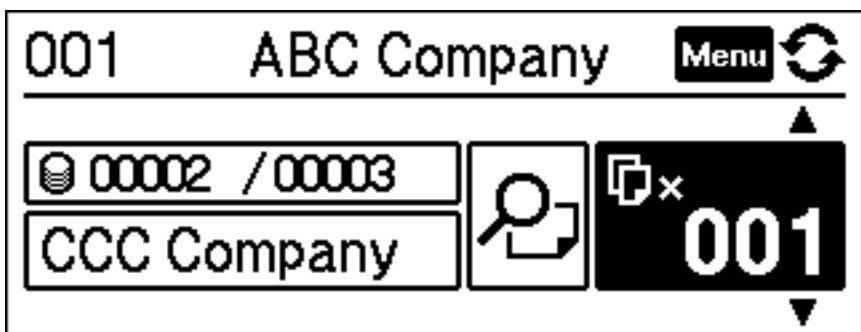 001 ABC Company Menu
00002 /00003
× 001
CCC Company